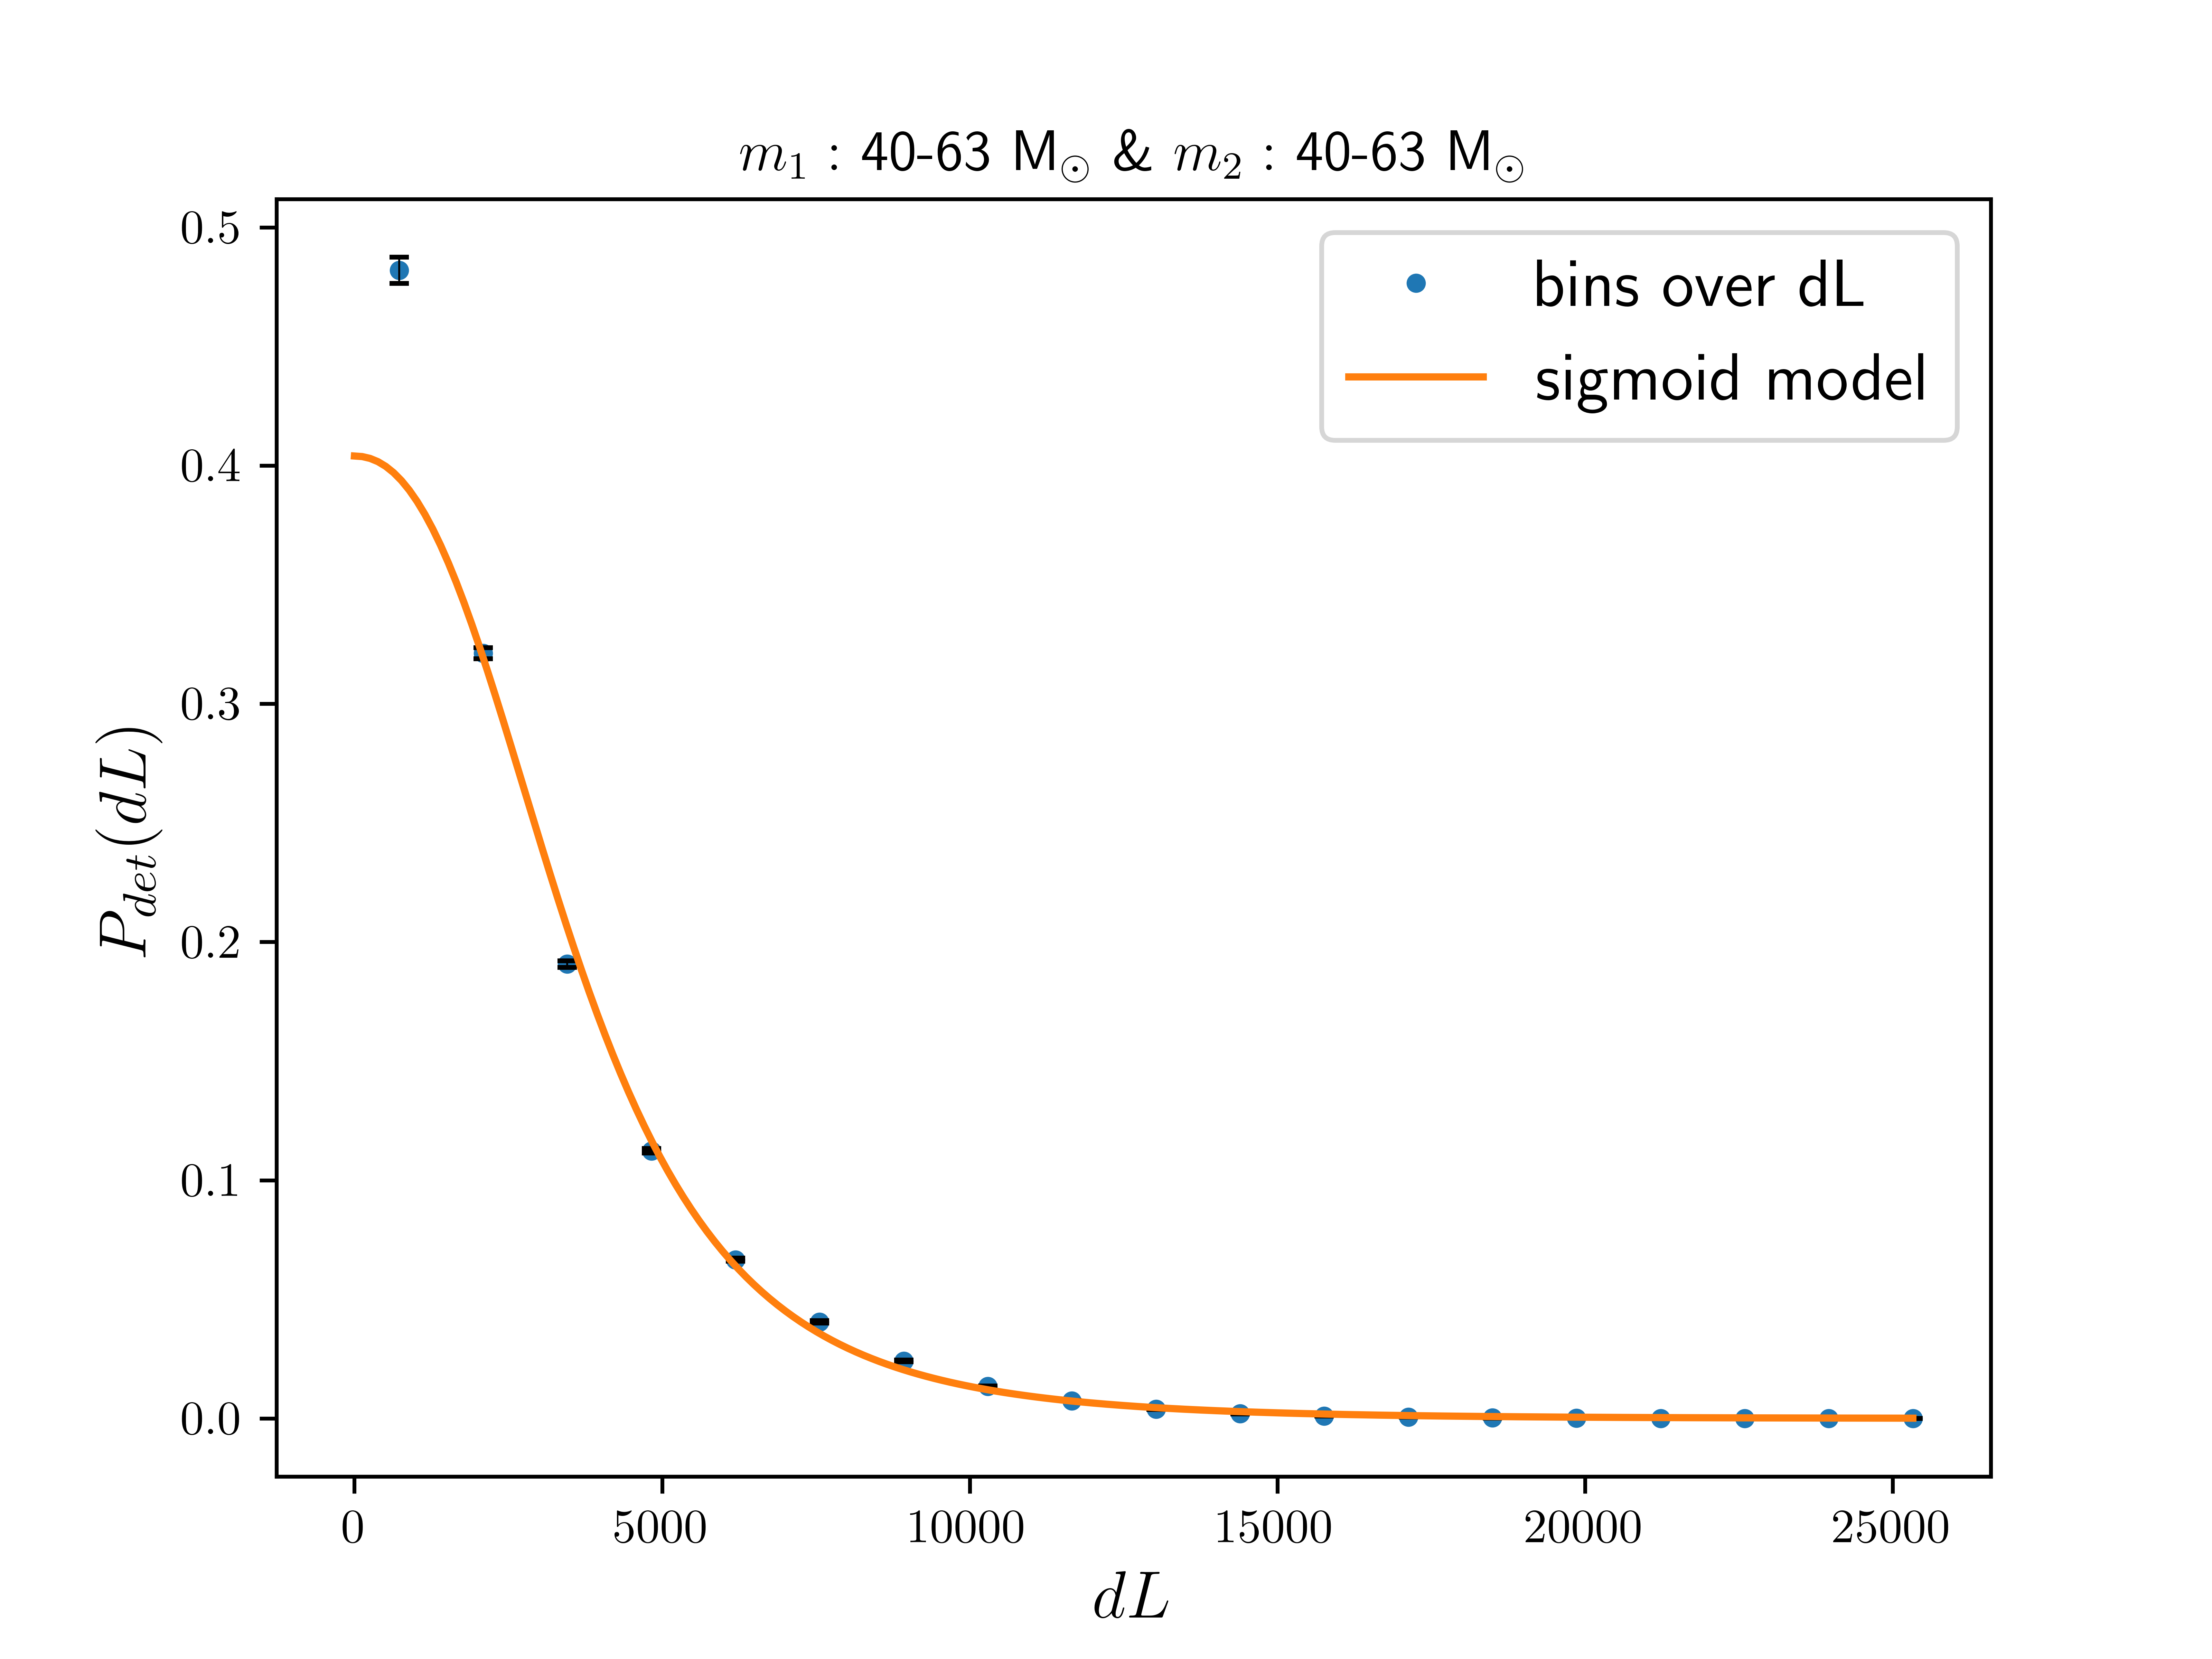 m₁ : 40-63 M⊙ & m₂ : 40-63 M⊙
bins over dL
sigmoid model
P_det(dL)
0.5
0.4
0.3
0.2
0.1
0.0
0 5000 10000 15000 20000 25000
dL